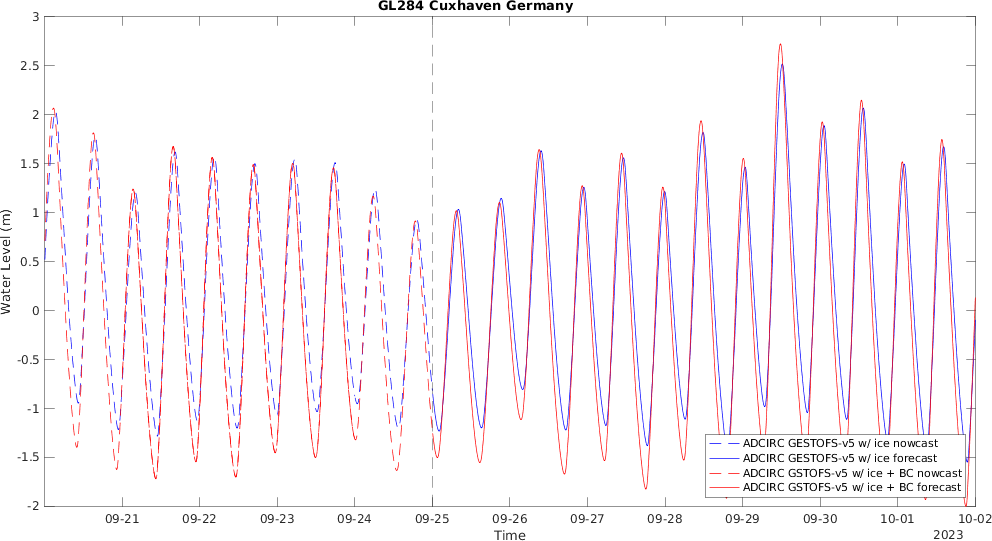 GL284 Cuxhaven Germany
3
2.5
2
1.5
1
0.5
0
-0.5
-1
-1.5
-2
Water Level (m)
ADCIRC GESTOFS-v5 w/ ice nowcast
ADCIRC GESTOFS-v5 w/ ice forecast
ADCIRC GSTOFS-v5 w/ ice + BC nowcast
ADCIRC GSTOFS-v5 w/ ice + BC forecast
09-21 09-22 09-23 09-24 09-25 09-26 09-27 09-28 09-29 09-30 10-01 10-02
Time
2023